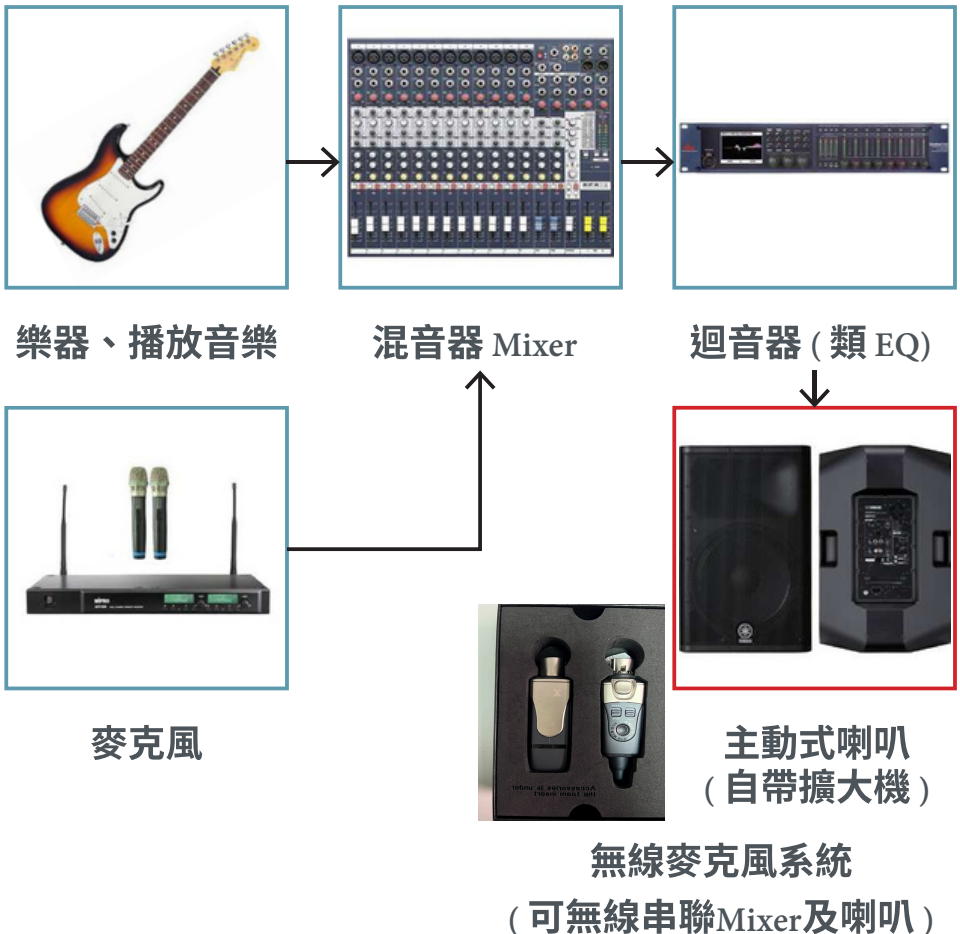 樂器、播放音樂
混音器 Mixer
迴音器 ( 類 EQ)
麥克風
主動式喇叭
( 自帶擴大機 )
無線麥克風系統
( 可無線串聯Mixer及喇叭 )